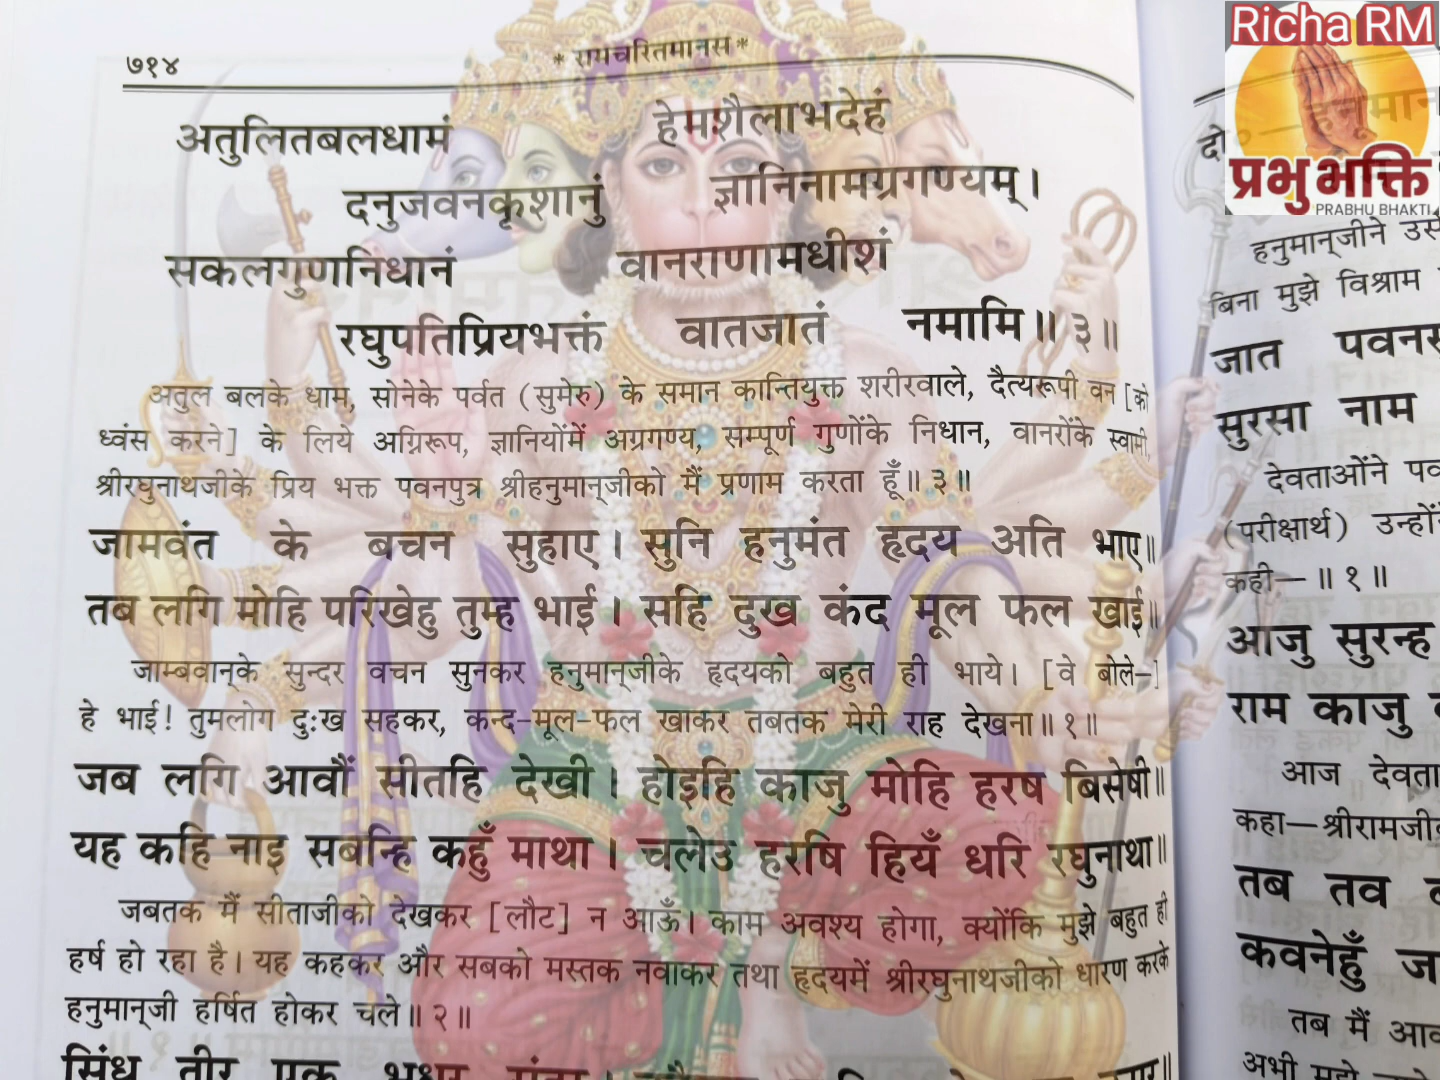 ७१४
* रामचरितमानस *
अतुलितबलधामं हेमशैलाभदेहं
दनुजवनकृशानुं ज्ञानिनामग्रगण्यम्।
सकलगुणनिधानं वानराणामधीशं
रघुपतिप्रियभक्तं वातजातं नमामि॥ ३॥
अतुल बलके धाम, सोनेके पर्वत (सुमेरु) के समान कान्तियुक्त शरीरवाले, दैत्यरूपी वन [को
ध्वंस करने] के लिये अग्निरूप, ज्ञानियोंमें अग्रगण्य, सम्पूर्ण गुणोंके निधान, वानरोंके स्वामी,
श्रीरघुनाथजीके प्रिय भक्त पवनपुत्र श्रीहनुमान्‌जीको मैं प्रणाम करता हूँ॥ ३॥
जामवंत के बचन सुहाए। सुनि हनुमंत हृदय अति भाए॥
तब लगि मोहि परिखेहु तुम्ह भाई। सहि दुख कंद मूल फल खाई॥
जाम्बवान्‌के सुन्दर वचन सुनकर हनुमान्‌जीके हृदयको बहुत ही भाये। [वे बोले—]
हे भाई! तुमलोग दुःख सहकर, कन्द-मूल-फल खाकर तबतक मेरी राह देखना॥ १॥
जब लगि आवौं सीतहि देखी। होइहि काजु मोहि हरष बिसेषी॥
यह कहि नाइ सबन्हि कहुँ माथा। चलेउ हरषि हियँ धरि रघुनाथा॥
जबतक मैं सीताजीको देखकर [लौट] न आऊँ। काम अवश्य होगा, क्योंकि मुझे बहुत ही
हर्ष हो रहा है। यह कहकर और सबको मस्तक नवाकर तथा हृदयमें श्रीरघुनाथजीको धारण करके
हनुमान्‌जी हर्षित होकर चले॥ २॥
सिंधु तीर एक भूधर
Richa RM
प्रभु भक्ति
PRABHU BHAKTI
दो०—हनूमान
हनुमान्‌जीने
बिना मुझे विश्राम
जात
सुरसा नाम
देवताओंने
(परीक्षार्थ)
कही—॥ १॥
आजु सुरन्ह
राम काजु
आज
कहा—
तब तव
कवनेहुँ
तब मैं
अभी मुझे